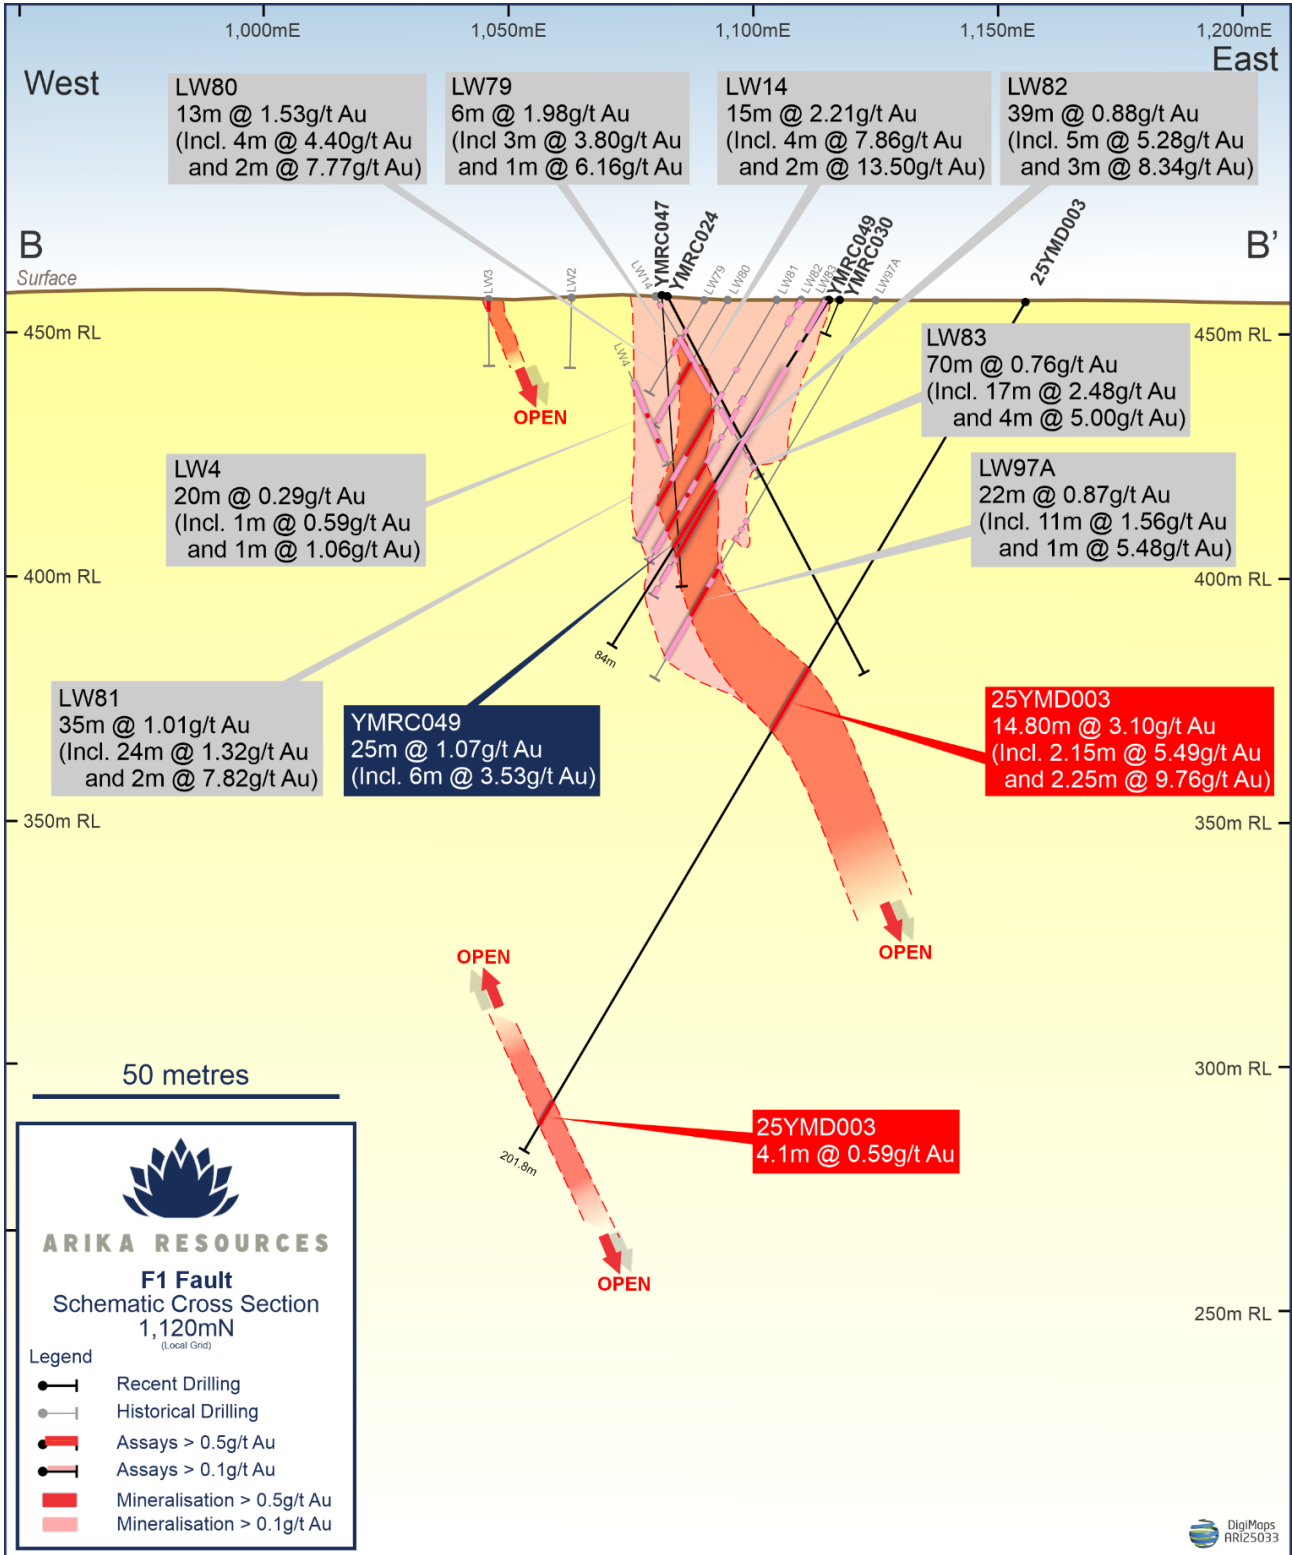 1,000mE
1,050mE
1,100mE
1,150mE
1,200mE
West
East
LW80
13m @ 1.53g/t Au
(Incl. 4m @ 4.40g/t Au
and 2m @ 7.77g/t Au)
LW79
6m @ 1.98g/t Au
(Incl 3m @ 3.80g/t Au
and 1m @ 6.16g/t Au
LW14
15m @ 2.21g/t Au
(Incl. 4m @ 7.86g/t Au
and 2m @ 13.50g/t Au)
LW82
39m @ 0.88g/t Au
(Incl. 5m @ 5.28g/t Au
and 3m @ 8.34g/t Au)
B
B'
Surface
LW3
LW2
LW14
YMRC047
YMRC024
LW79
LW80
LW81
LW82
LW83
YMRC049
YMRC030
LW97A
25YMD003
450m RL
450m RL
LW4
OPEN
LW83
70m @ 0.76g/t Au
(Incl. 17m @ 2.48g/t Au
and 4m @ 5.00g/t Au)
LW4
20m @ 0.29g/t Au
(Incl. 1m @ 0.59g/t Au
and 1m @ 1.06g/t Au)
LW97A
22m @ 0.87g/t Au
(Incl. 11m @ 1.56g/t Au
and 1m @ 5.48g/t Au)
400m RL
400m RL
84m
LW81
35m @ 1.01g/t Au
(Incl. 24m @ 1.32g/t Au
and 2m @ 7.82g/t Au)
YMRC049
25m @ 1.07g/t Au
(Incl. 6m @ 3.53g/t Au)
25YMD003
14.80m @ 3.10g/t Au
(Incl. 2.15m @ 5.49g/t Au
and 2.25m @ 9.76g/t Au)
350m RL
350m RL
OPEN
OPEN
300m RL
50 metres
25YMD003
4.1m @ 0.59g/t Au
201.8m
OPEN
250m RL
ARIKA RESOURCES
F1 Fault
Schematic Cross Section
1,120mN
(Local Grid)
Legend
Recent Drilling
Historical Drilling
Assays > 0.5g/t Au
Assays > 0.1g/t Au
Mineralisation > 0.5g/t Au
Mineralisation > 0.1g/t Au
DigiMaps
ARI25033